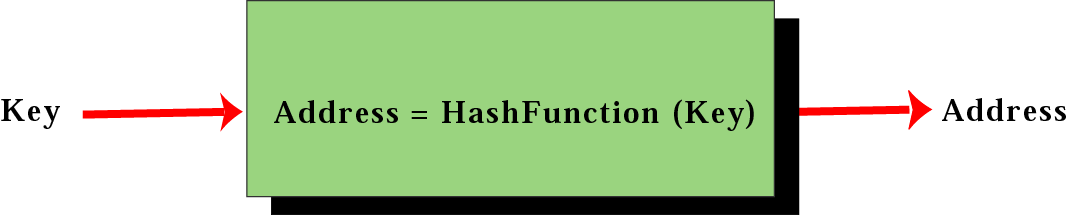 Key
Address = HashFunction (Key)
Address